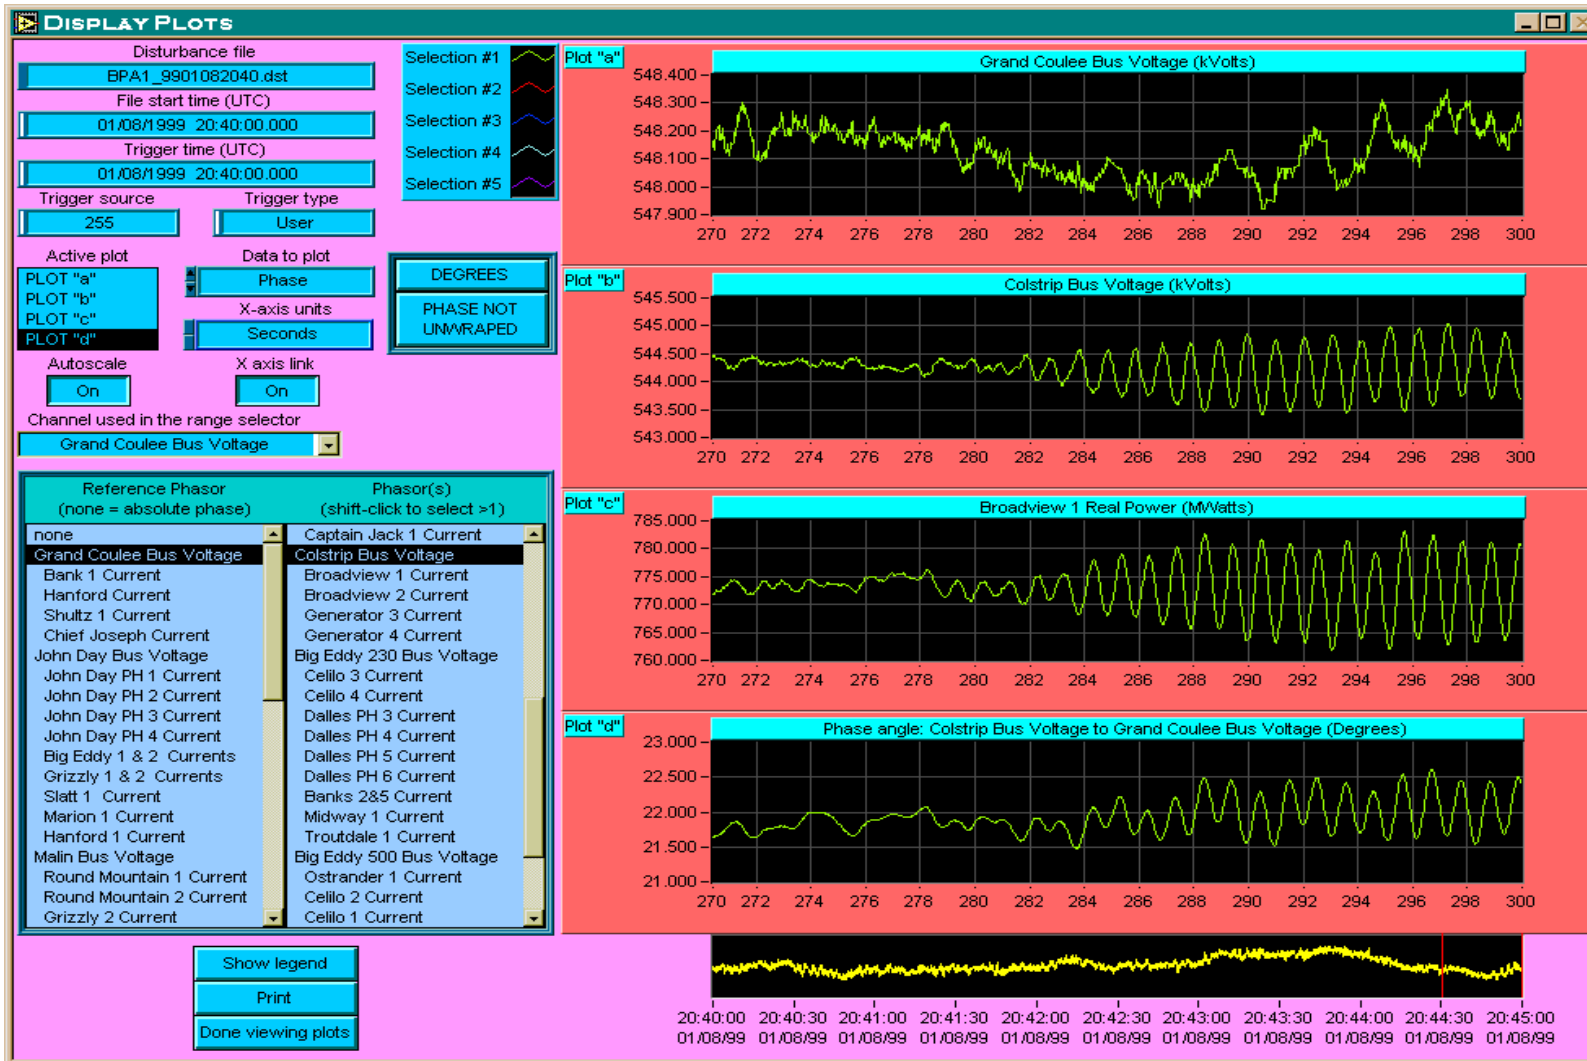 DISPLAY PLOTS
Disturbance file
BPA1_9901082040.dst
File start time (UTC)
01/08/1999 20:40:00.000
Trigger time (UTC)
01/08/1999 20:40:00.000
Trigger source
Trigger type
255
User
Selection #1
Selection #2
Selection #3
Selection #4
Selection #5
Active plot
PLOT "a"
PLOT "b"
PLOT "c"
PLOT "d"
Data to plot
Phase
X-axis units
Seconds
DEGREES
PHASE NOT
UNWRAPED
Autoscale
On
X axis link
On
Channel used in the range selector
Grand Coulee Bus Voltage
Reference Phasor
(none = absolute phase)
none
Grand Coulee Bus Voltage
Bank 1 Current
Hanford Current
Shultz 1 Current
Chief Joseph Current
John Day Bus Voltage
John Day PH 1 Current
John Day PH 2 Current
John Day PH 3 Current
John Day PH 4 Current
Big Eddy 1 & 2 Currents
Grizzly 1 & 2 Currents
Slatt 1 Current
Marion 1 Current
Hanford 1 Current
Malin Bus Voltage
Round Mountain 1 Current
Round Mountain 2 Current
Grizzly 2 Current
Phasor(s)
(shift-click to select >1)
Captain Jack 1 Current
Colstrip Bus Voltage
Broadview 1 Current
Broadview 2 Current
Generator 3 Current
Generator 4 Current
Big Eddy 230 Bus Voltage
Celilo 3 Current
Celilo 4 Current
Dalles PH 3 Current
Dalles PH 4 Current
Dalles PH 5 Current
Dalles PH 6 Current
Banks 2&5 Current
Midway 1 Current
Troutdale 1 Current
Big Eddy 500 Bus Voltage
Ostrander 1 Current
Celilo 2 Current
Celilo 1 Current
Show legend
Print
Done viewing plots
Plot "a"
Grand Coulee Bus Voltage (kVolts)
548.400
548.300
548.200
548.100
548.000
547.900
270 272 274 276 278 280 282 284 286 288 290 292 294 296 298 300
Plot "b"
Colstrip Bus Voltage (kVolts)
545.500
545.000
544.500
544.000
543.500
543.000
270 272 274 276 278 280 282 284 286 288 290 292 294 296 298 300
Plot "c"
Broadview 1 Real Power (MWatts)
785.000
780.000
775.000
770.000
765.000
760.000
270 272 274 276 278 280 282 284 286 288 290 292 294 296 298 300
Plot "d"
Phase angle: Colstrip Bus Voltage to Grand Coulee Bus Voltage (Degrees)
23.000
22.500
22.000
21.500
21.000
270 272 274 276 278 280 282 284 286 288 290 292 294 296 298 300
20:40:00 20:40:30 20:41:00 20:41:30 20:42:00 20:42:30 20:43:00 20:43:30 20:44:00 20:44:30 20:45:00
01/08/99 01/08/99 01/08/99 01/08/99 01/08/99 01/08/99 01/08/99 01/08/99 01/08/99 01/08/99 01/08/99